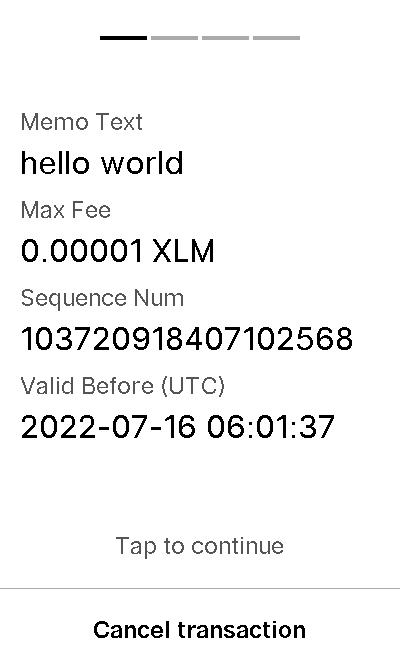 Memo Text
hello world
Max Fee
0.00001 XLM
Sequence Num
103720918407102568
Valid Before (UTC)
2022-07-16 06:01:37
Tap to continue
Cancel transaction